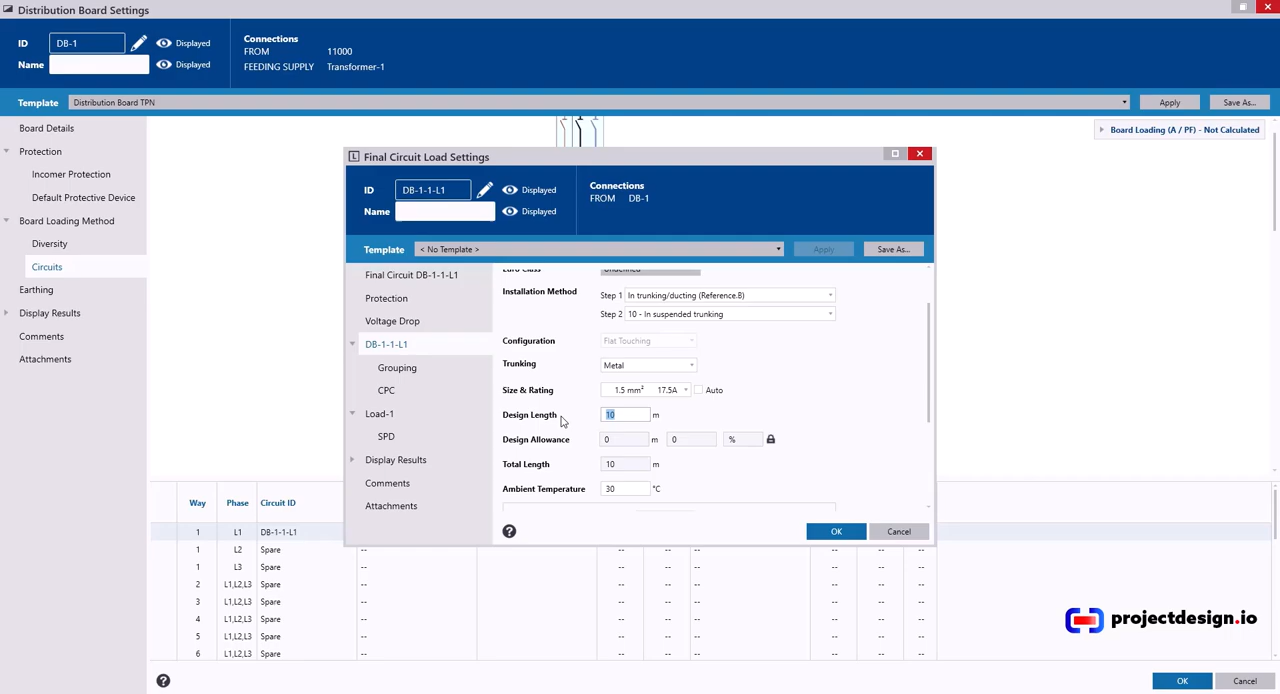 Distribution Board Settings
ID DB-1 Displayed
Name Displayed
Connections
FROM 11000
FEEDING SUPPLY Transformer-1
Template Distribution Board TPN Apply Save As...
Board Details
Protection
Incomer Protection
Default Protective Device
Board Loading Method
Diversity
Circuits
Earthing
Display Results
Comments
Attachments
Board Loading (A / PF) - Not Calculated
L Final Circuit Load Settings
ID DB-1-1-L1 Displayed
Name Displayed
Connections
FROM DB-1
Template < No Template > Apply Save As...
Final Circuit DB-1-1-L1
Protection
Voltage Drop
DB-1-1-L1
Grouping
CPC
Load-1
SPD
Display Results
Comments
Attachments
Euro Class Undefined
Installation Method Step 1 In trunking/ducting (Reference.B)
Step 2 10 - In suspended trunking
Configuration Flat Touching
Trunking Metal
Size & Rating 1.5 mm² 17.5A Auto
Design Length 10 m
Design Allowance 0 m 0 %
Total Length 10 m
Ambient Temperature 30 °C
? OK Cancel
Way Phase Circuit ID
1 L1 DB-1-1-L1
1 L2 Spare -- -- -- -- -- --
1 L3 Spare -- -- -- -- -- --
2 L1,L2,L3 Spare -- -- -- -- -- --
3 L1,L2,L3 Spare -- -- -- -- -- --
4 L1,L2,L3 Spare -- -- -- -- -- --
5 L1,L2,L3 Spare -- -- -- -- -- --
6 L1,L2,L3 Spare -- -- -- -- -- --
projectdesign.io
? OK Cancel